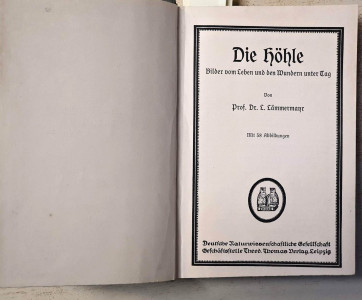 Die Höhle
Bilder vom Leben und den Wundern unter Tag
Von
Prof. Dr. L. Lämmermayr
Mit 58 Abbildungen
Deutsche Naturwissenschaftliche Gesellschaft
Geschäftsstelle Theod. Thomas Verlag, Leipzig